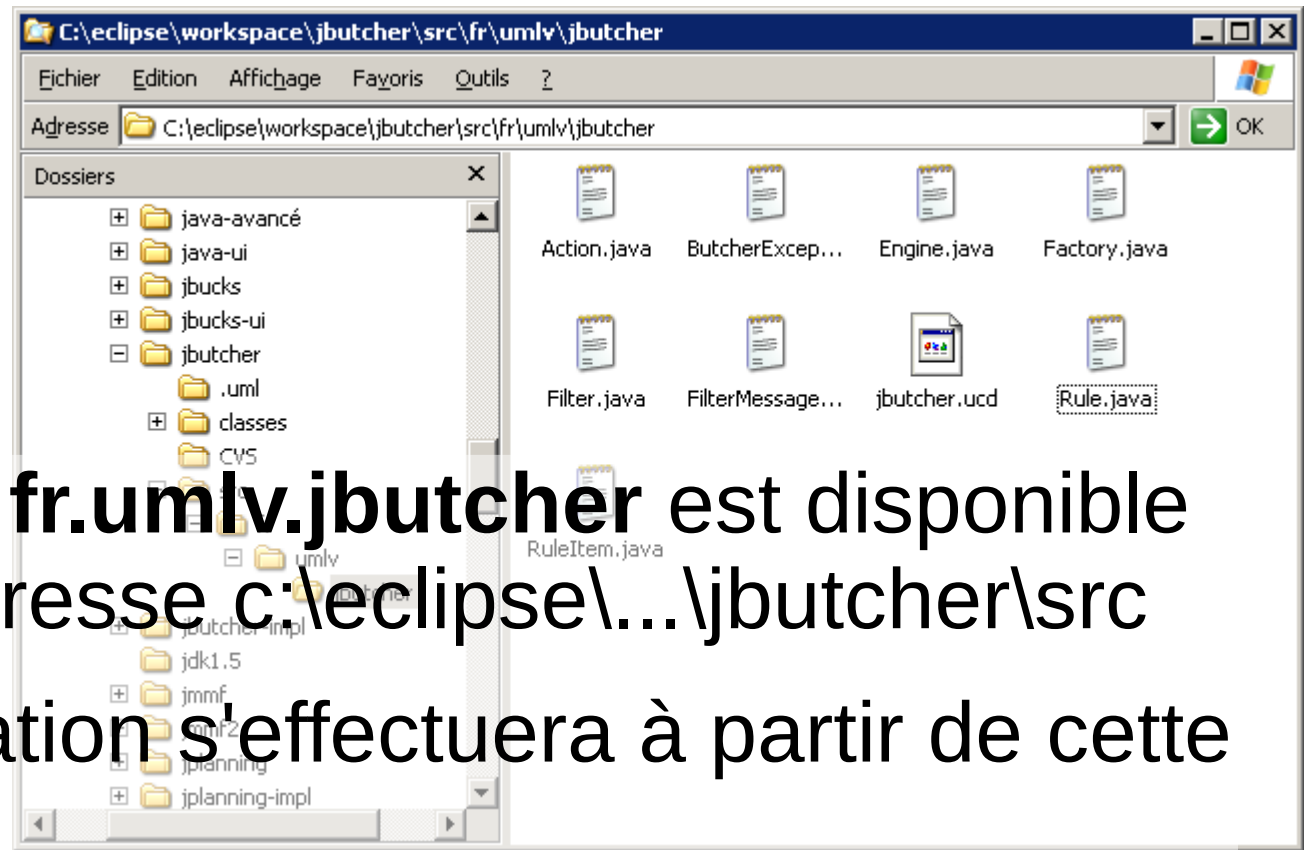 C:\eclipse\workspace\jbutcher\src\fr\umlv\jbutcher
Fichier Edition Affichage Favoris Outils ?
Adresse C:\eclipse\workspace\jbutcher\src\fr\umlv\jbutcher OK
Dossiers
java-avancé
java-ui
jbucks
jbucks-ui
jbutcher
.uml
classes
CVS
src
umlv
jbutcher
jbutcher-impl
jdk1.5
jmmf
jmmf2
jplanning
jplanning-impl
Action.java ButcherExcep... Engine.java Factory.java
Filter.java FilterMessage... jbutcher.ucd Rule.java
RuleItem.java
fr.umlv.jbutcher est disponible
resse c:\eclipse\...\jbutcher\src
ation s'effectuera à partir de cette